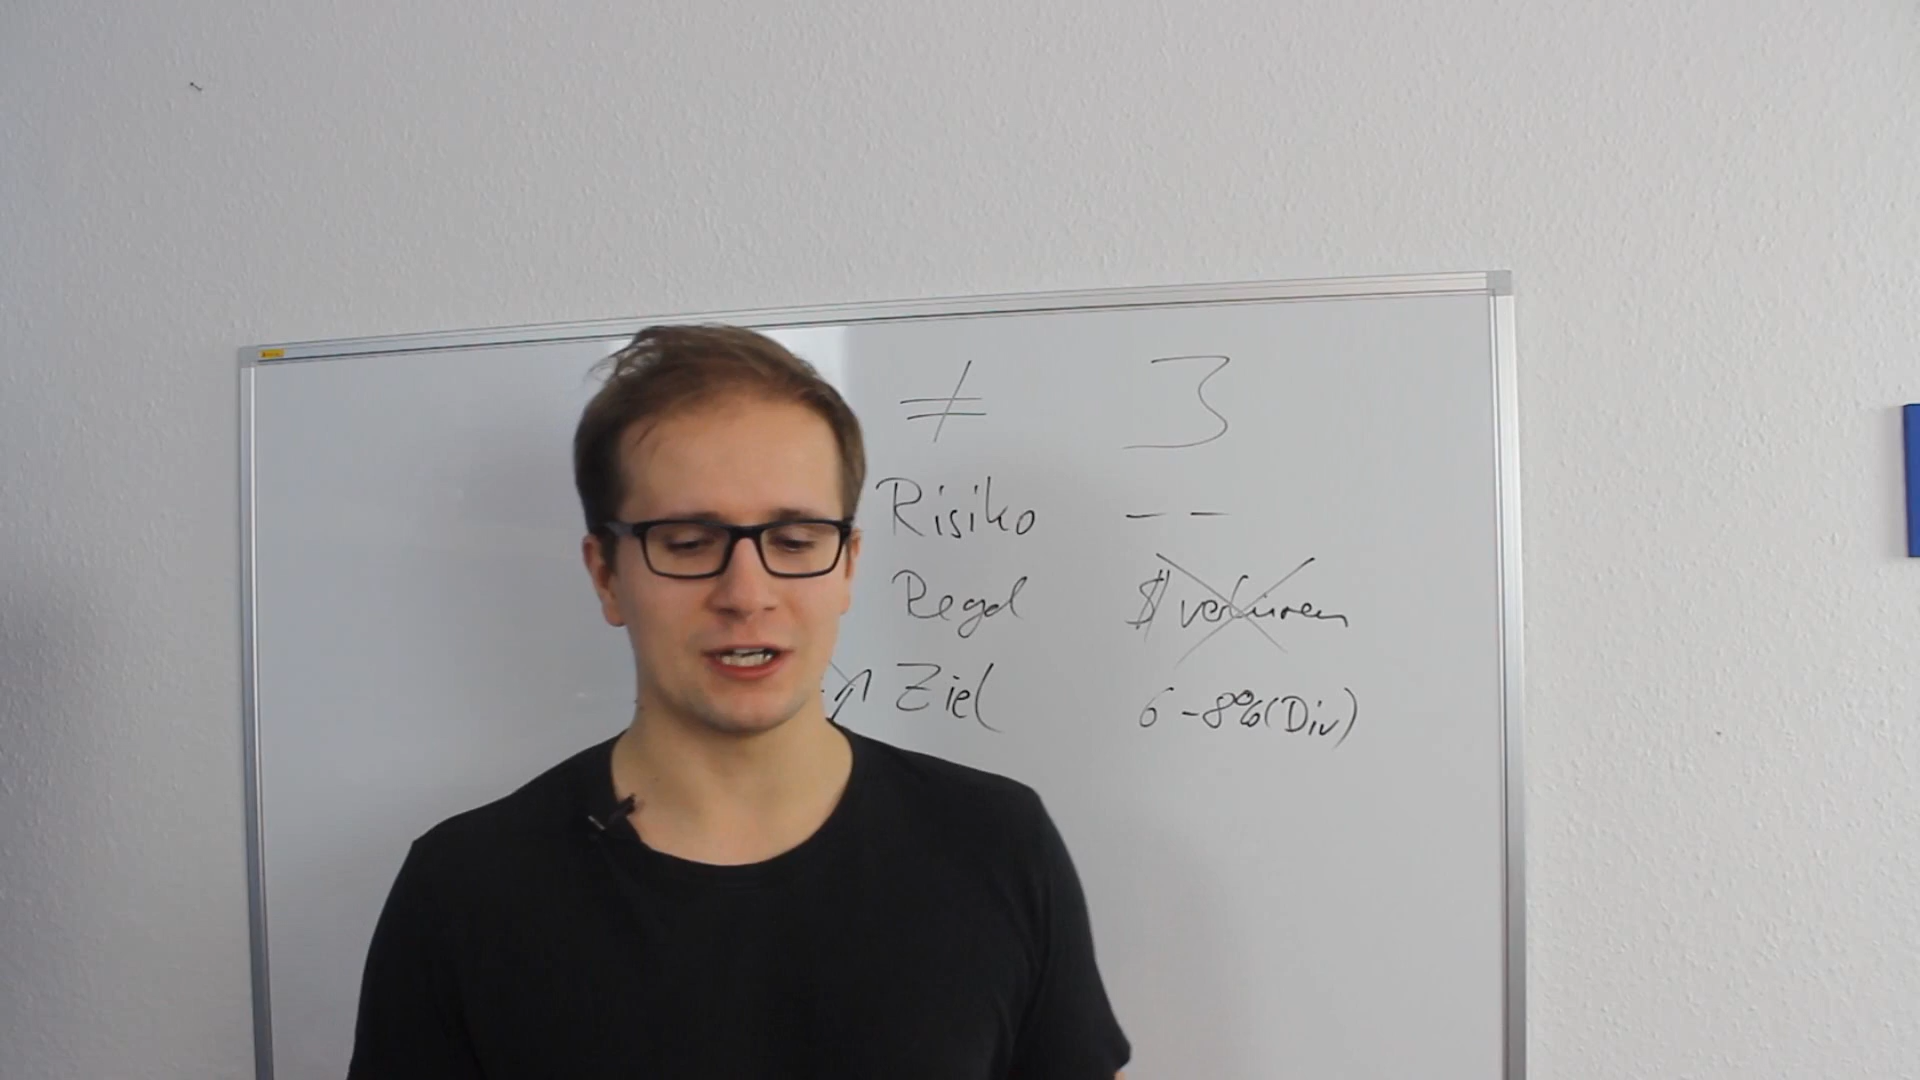 ≠ 3
Risiko - -
Regel $ verlieren
Ziel 6-8% (Div)